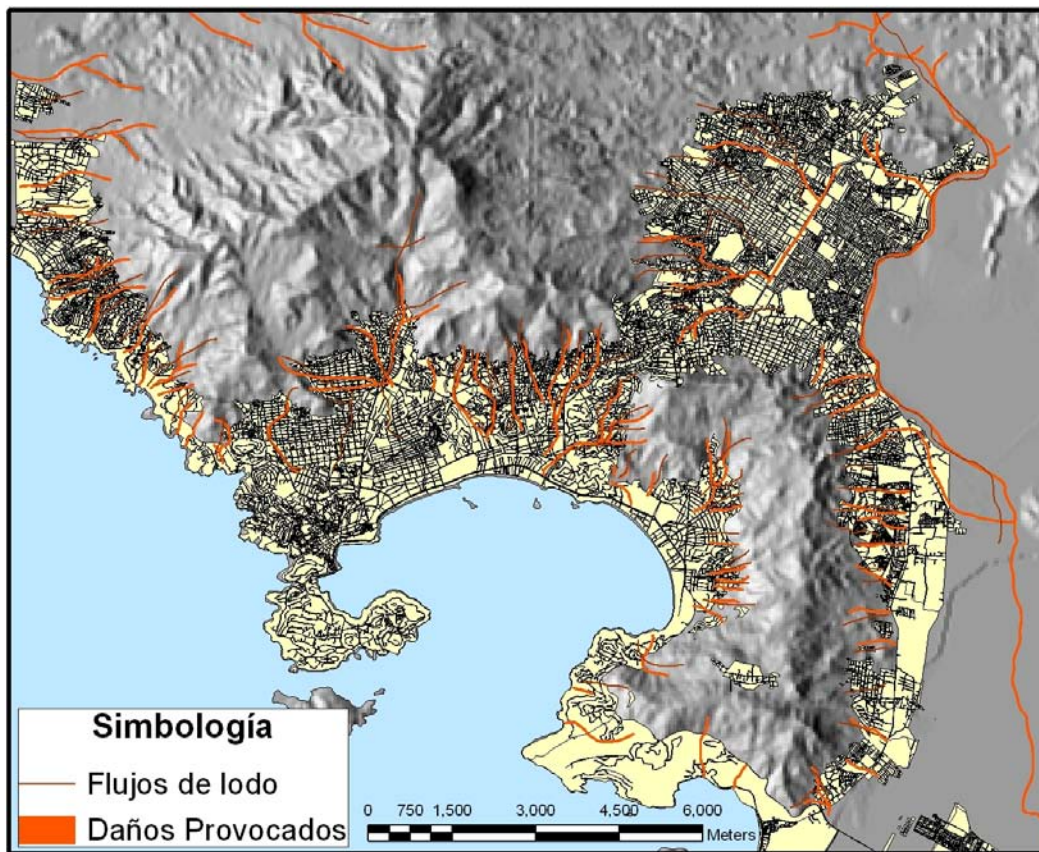 Simbología
Flujos de lodo
Daños Provocados
0 750 1,500 3,000 4,500 6,000
Meters